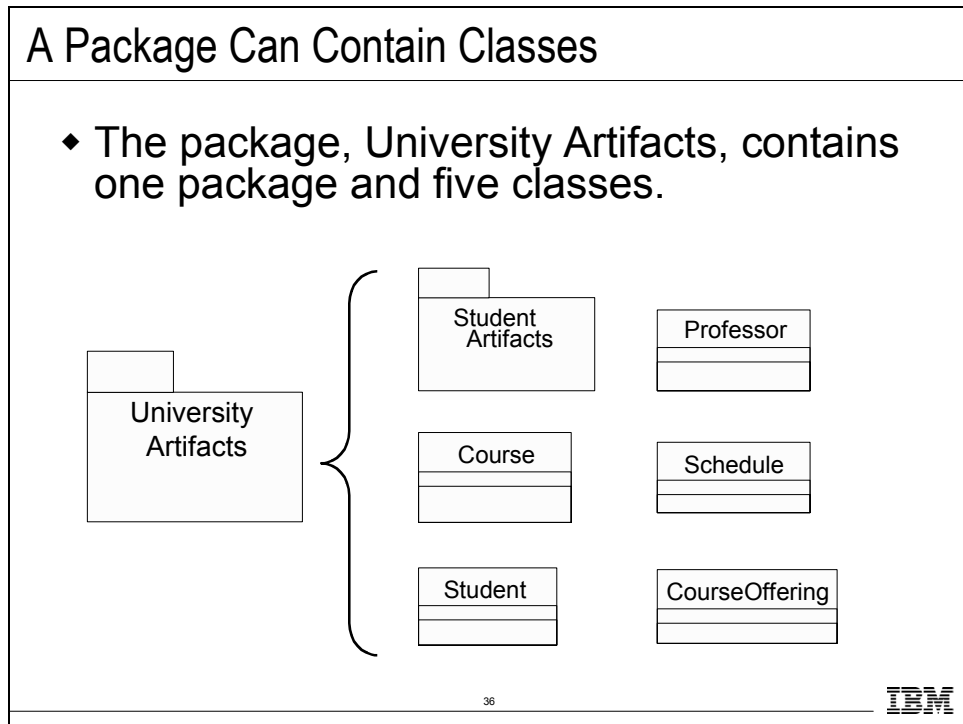 A Package Can Contain Classes
◆ The package, University Artifacts, contains
one package and five classes.
University
Artifacts
Student
Artifacts
Professor
Course
Schedule
Student
CourseOffering
36
IBM